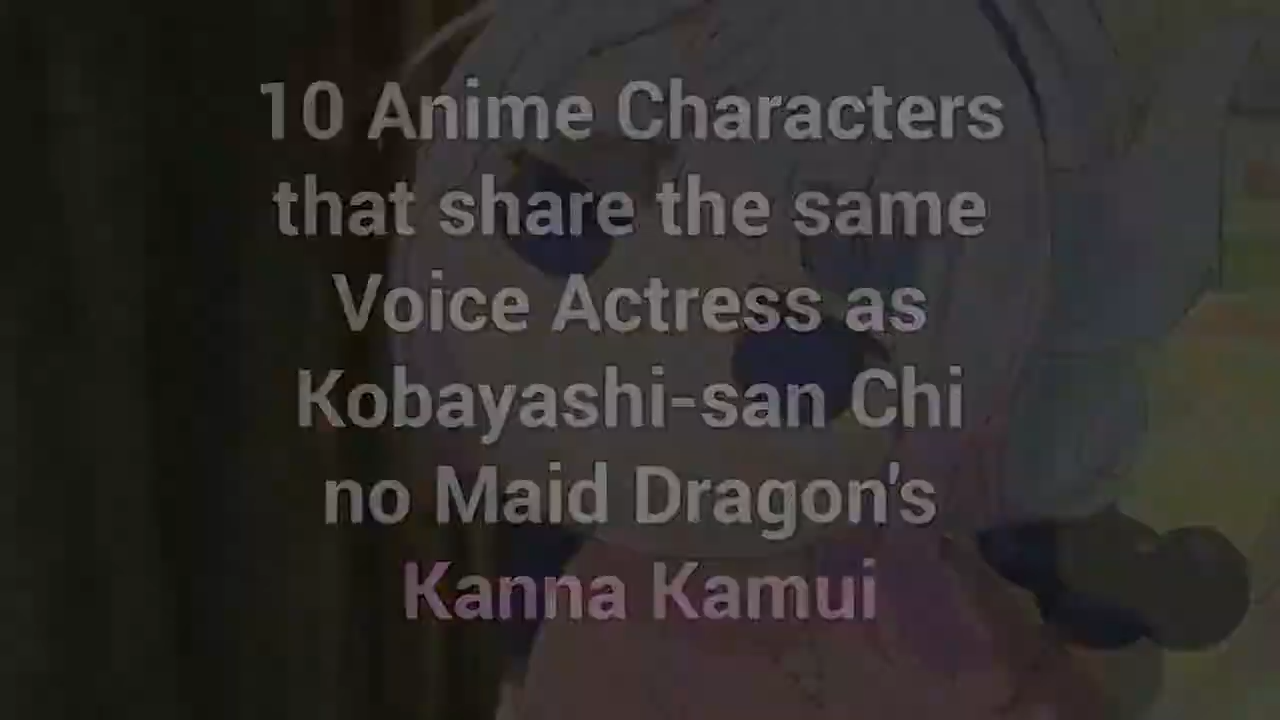 10 Anime Characters
that share the same
Voice Actress as
Kobayashi-san Chi
no Maid Dragon's
Kanna Kamui